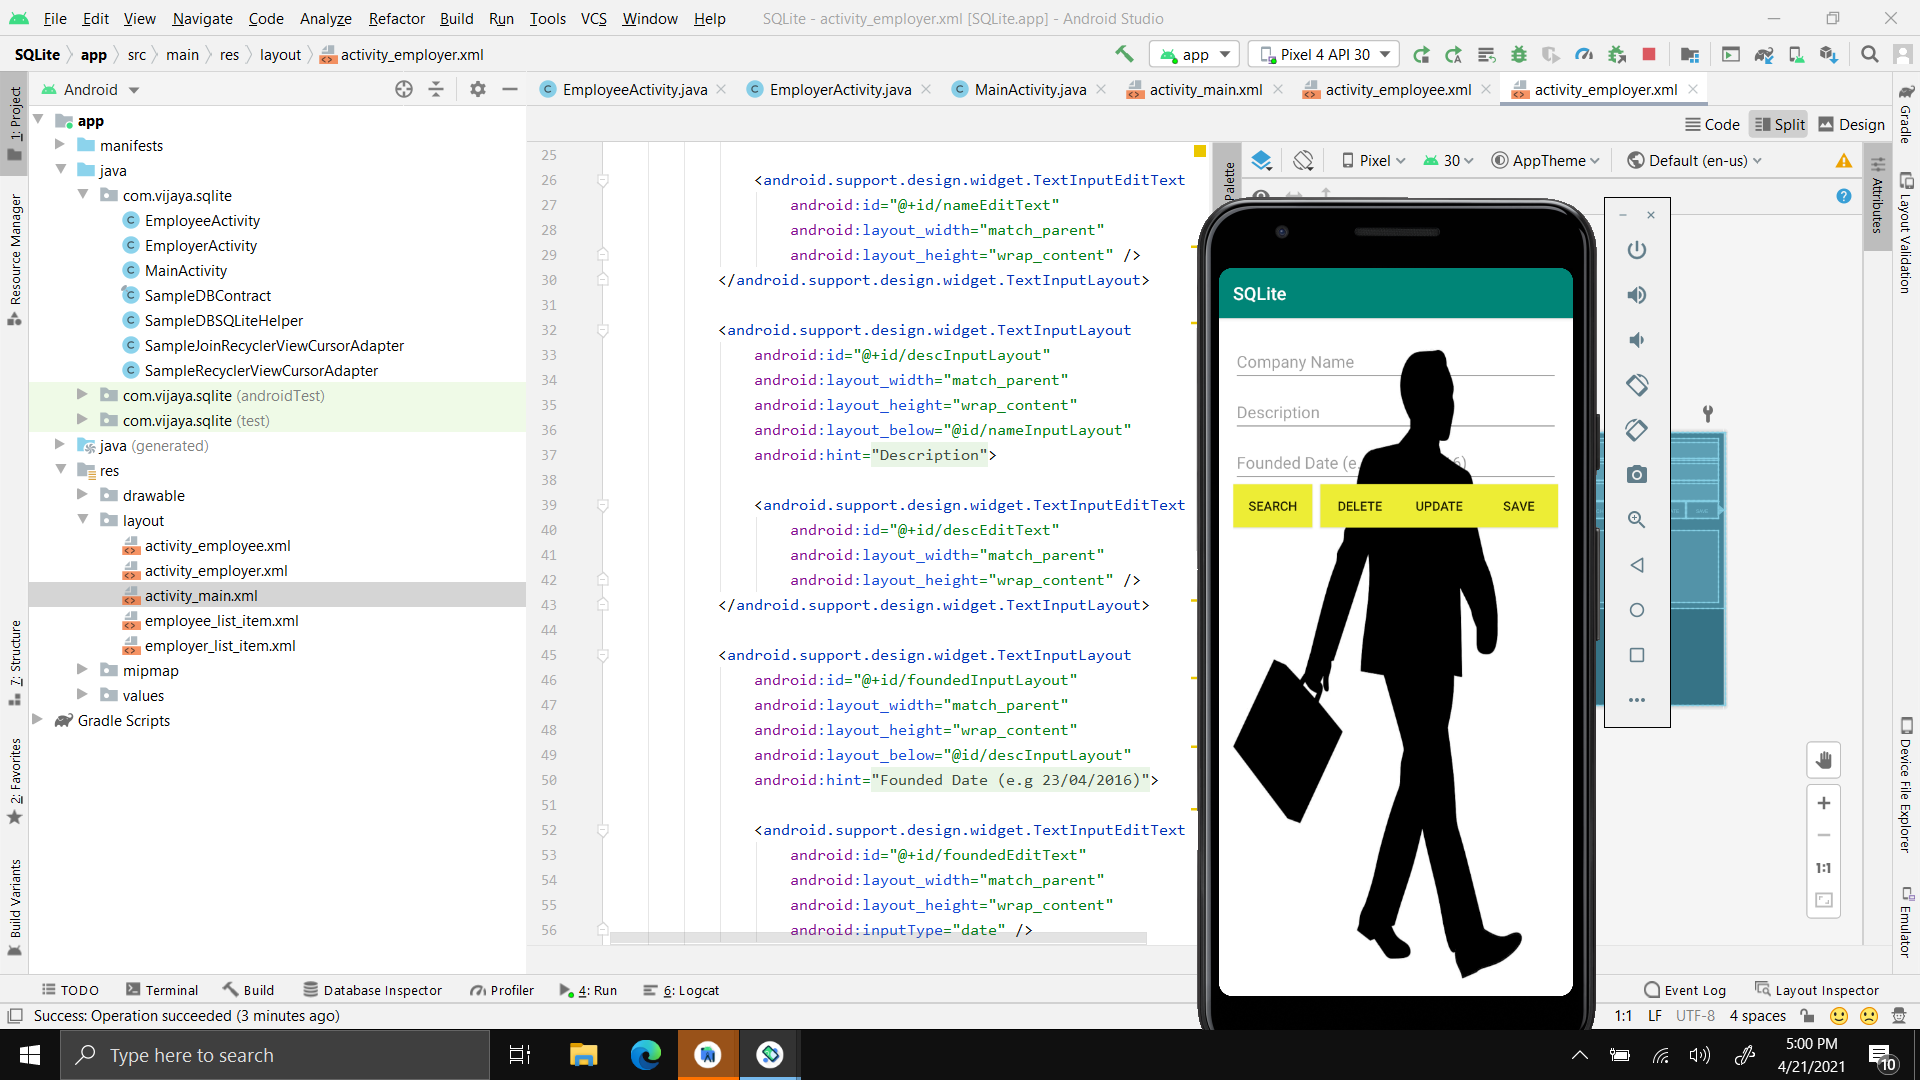 File Edit View Navigate Code Analyze Refactor Build Run Tools VCS Window Help SQLite - activity_employer.xml [SQLite.app] - Android Studio
SQLite app src main res layout activity_employer.xml app Pixel 4 API 30
Android EmployeeActivity.java EmployerActivity.java MainActivity.java activity_main.xml activity_employee.xml activity_employer.xml
Code Split Design
Pixel 30 AppTheme Default (en-us)
1: Project
Resource Manager
7: Structure
2: Favorites
Build Variants
app
manifests
java
com.vijaya.sqlite
EmployeeActivity
EmployerActivity
MainActivity
SampleDBContract
SampleDBSQLiteHelper
SampleJoinRecyclerViewCursorAdapter
SampleRecyclerViewCursorAdapter
com.vijaya.sqlite (androidTest)
com.vijaya.sqlite (test)
java (generated)
res
drawable
layout
activity_employee.xml
activity_employer.xml
activity_main.xml
employee_list_item.xml
employer_list_item.xml
mipmap
values
Gradle Scripts
25
26 <android.support.design.widget.TextInputEditText
27 android:id="@+id/nameEditText"
28 android:layout_width="match_parent"
29 android:layout_height="wrap_content" />
30 </android.support.design.widget.TextInputLayout>
31
32 <android.support.design.widget.TextInputLayout
33 android:id="@+id/descInputLayout"
34 android:layout_width="match_parent"
35 android:layout_height="wrap_content"
36 android:layout_below="@id/nameInputLayout"
37 android:hint="Description">
38
39 <android.support.design.widget.TextInputEditText
40 android:id="@+id/descEditText"
41 android:layout_width="match_parent"
42 android:layout_height="wrap_content" />
43 </android.support.design.widget.TextInputLayout>
44
45 <android.support.design.widget.TextInputLayout
46 android:id="@+id/foundedInputLayout"
47 android:layout_width="match_parent"
48 android:layout_height="wrap_content"
49 android:layout_below="@id/descInputLayout"
50 android:hint="Founded Date (e.g 23/04/2016)">
51
52 <android.support.design.widget.TextInputEditText
53 android:id="@+id/foundedEditText"
54 android:layout_width="match_parent"
55 android:layout_height="wrap_content"
56 android:inputType="date" />
Palette
SQLite
Company Name
Description
Founded Date (e.
SEARCH DELETE UPDATE SAVE
1:1
Attributes
Gradle
Layout Validation
Device File Explorer
Emulator
TODO Terminal Build Database Inspector Profiler 4: Run 6: Logcat Event Log Layout Inspector
Success: Operation succeeded (3 minutes ago) 1:1 LF UTF-8 4 spaces
Type here to search
5:00 PM
4/21/2021
10